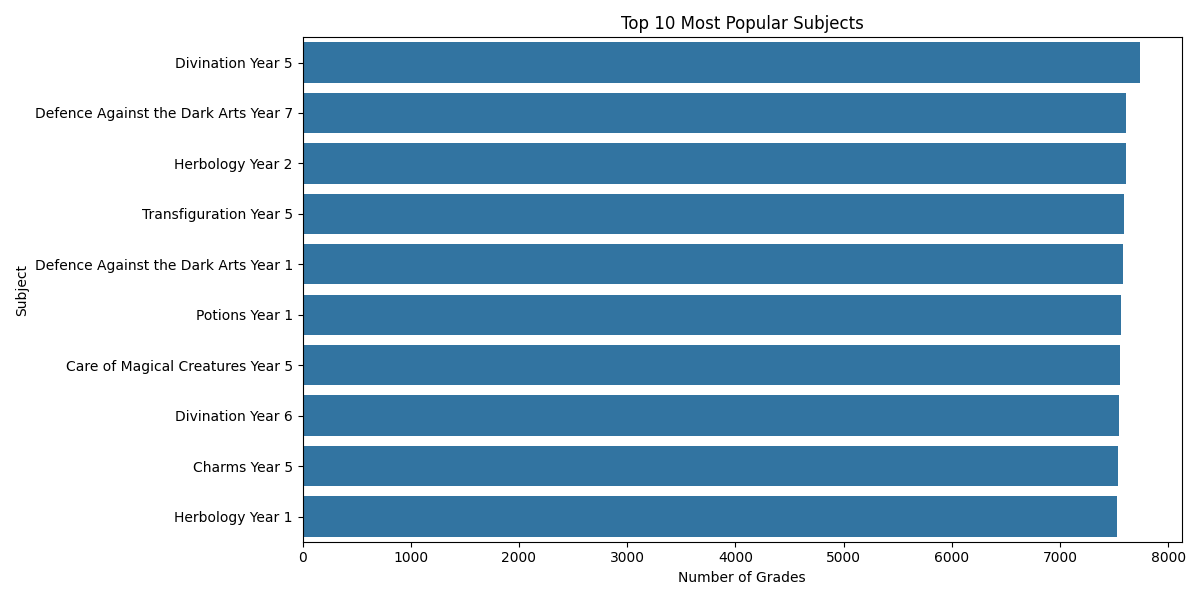 Top 10 Most Popular Subjects
Subject
Divination Year 5
Defence Against the Dark Arts Year 7
Herbology Year 2
Transfiguration Year 5
Defence Against the Dark Arts Year 1
Potions Year 1
Care of Magical Creatures Year 5
Divination Year 6
Charms Year 5
Herbology Year 1
0 1000 2000 3000 4000 5000 6000 7000 8000
Number of Grades